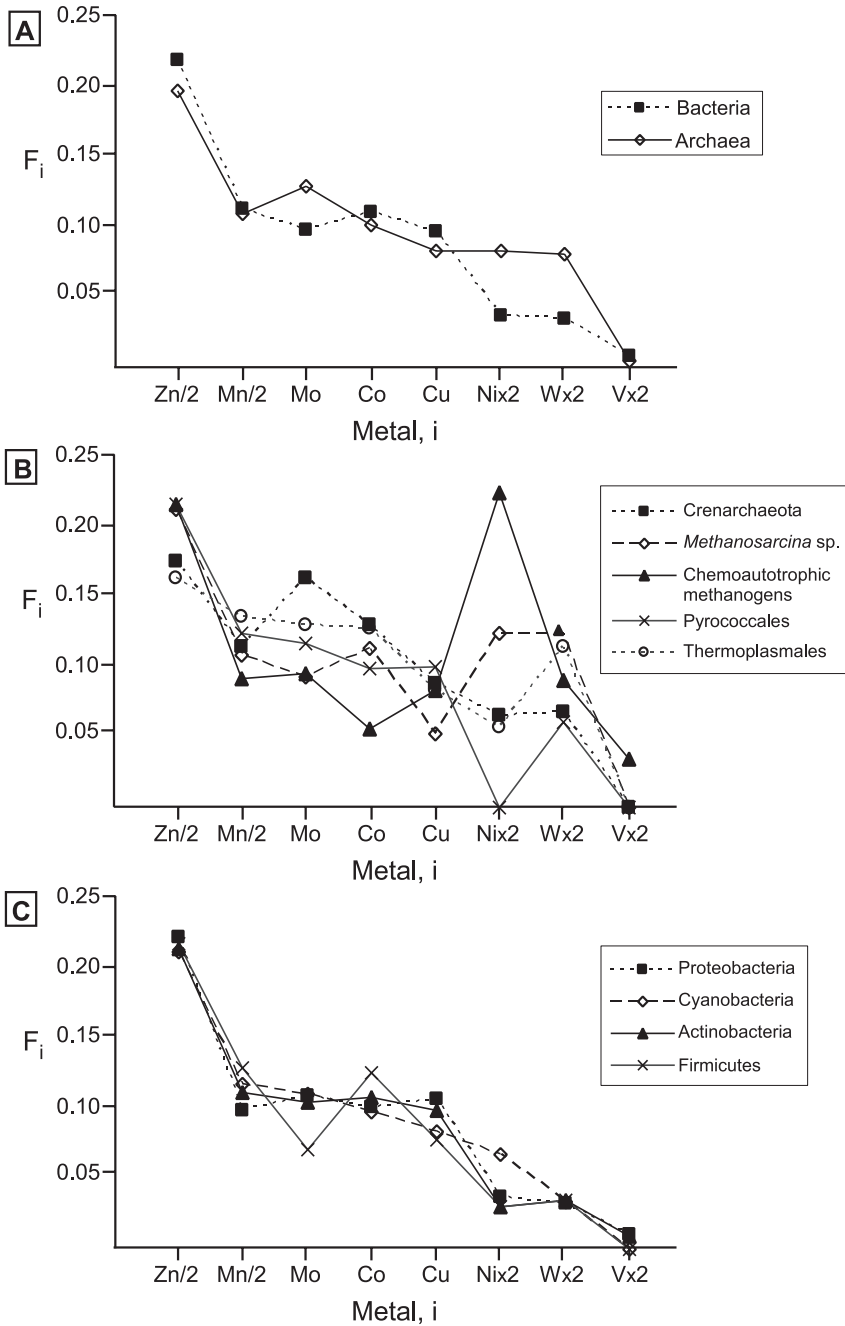 A
0.25
0.20
0.15
0.10
0.05
Fi
Bacteria
Archaea
Zn/2 Mn/2 Mo Co Cu Nix2 Wx2 Vx2
Metal, i
B
0.25
0.20
0.15
0.10
0.05
Fi
Crenarchaeota
Methanosarcina sp.
Chemoautotrophic
methanogens
Pyrococcales
Thermoplasmales
Zn/2 Mn/2 Mo Co Cu Nix2 Wx2 Vx2
Metal, i
C
0.25
0.20
0.15
0.10
0.05
Fi
Proteobacteria
Cyanobacteria
Actinobacteria
Firmicutes
Zn/2 Mn/2 Mo Co Cu Nix2 Wx2 Vx2
Metal, i